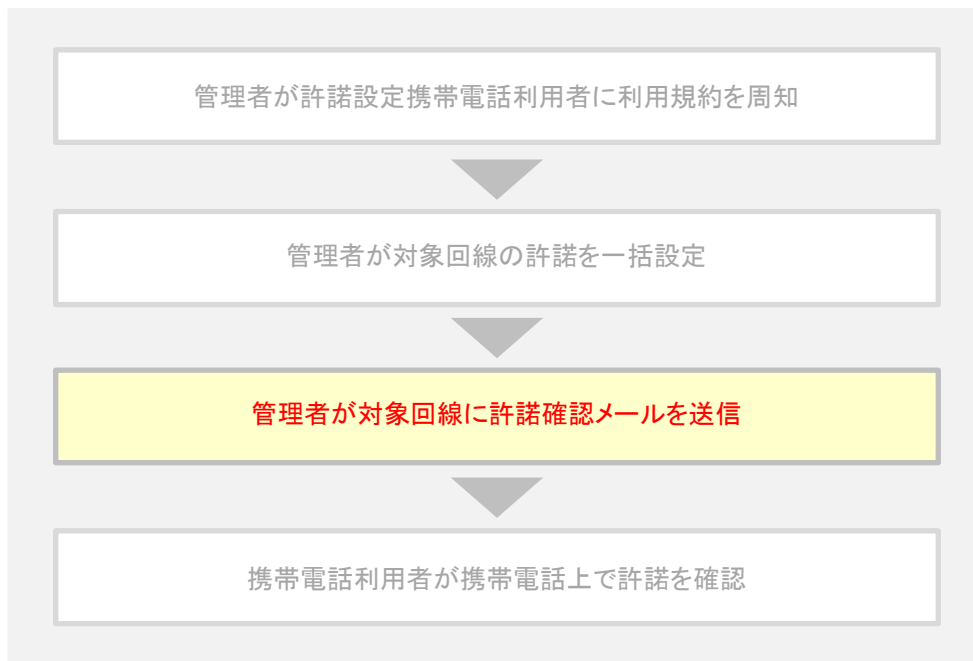 管理者が許諾設定携帯電話利用者に利用規約を周知
管理者が対象回線の許諾を一括設定
管理者が対象回線に許諾確認メールを送信
携帯電話利用者が携帯電話上で許諾を確認